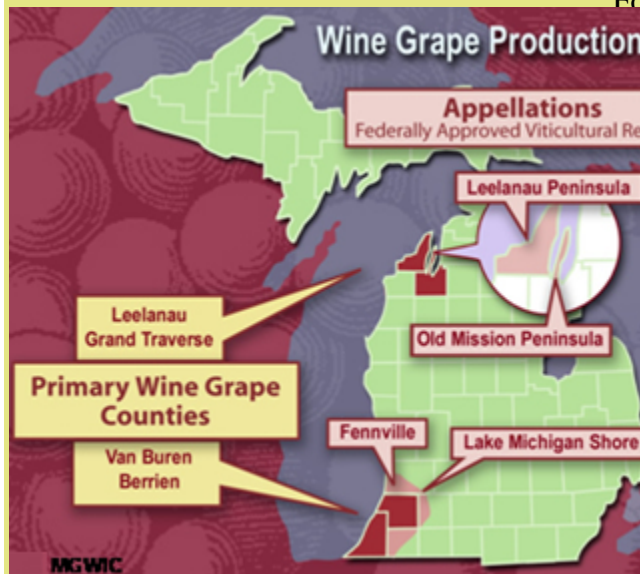 Wine Grape Production
Appellations
Federally Approved Viticultural Re
Leelanau Peninsula
Leelanau
Grand Traverse
Old Mission Peninsula
Primary Wine Grape
Counties
Fennville
Lake Michigan Shore
Van Buren
Berrien
MGWIC